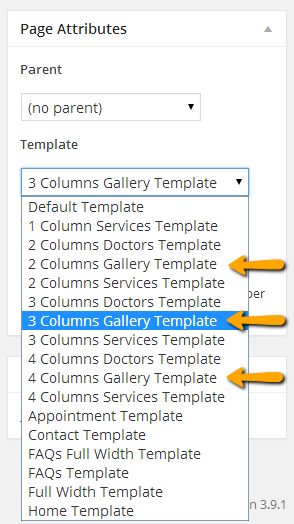 Page Attributes
Parent
(no parent)
Template
3 Columns Gallery Template
Default Template
1 Column Services Template
2 Columns Doctors Template
2 Columns Gallery Template
2 Columns Services Template
3 Columns Doctors Template
3 Columns Gallery Template
3 Columns Services Template
4 Columns Doctors Template
4 Columns Gallery Template
4 Columns Services Template
Appointment Template
Contact Template
FAQs Full Width Template
FAQs Template
Full Width Template
Home Template
per
n 3.9.1